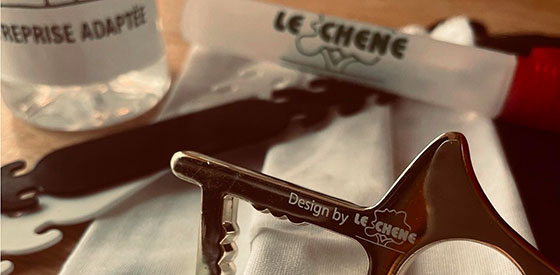 REPRISE ADAPTÉE
LE CHENE
Design by LE CHENE